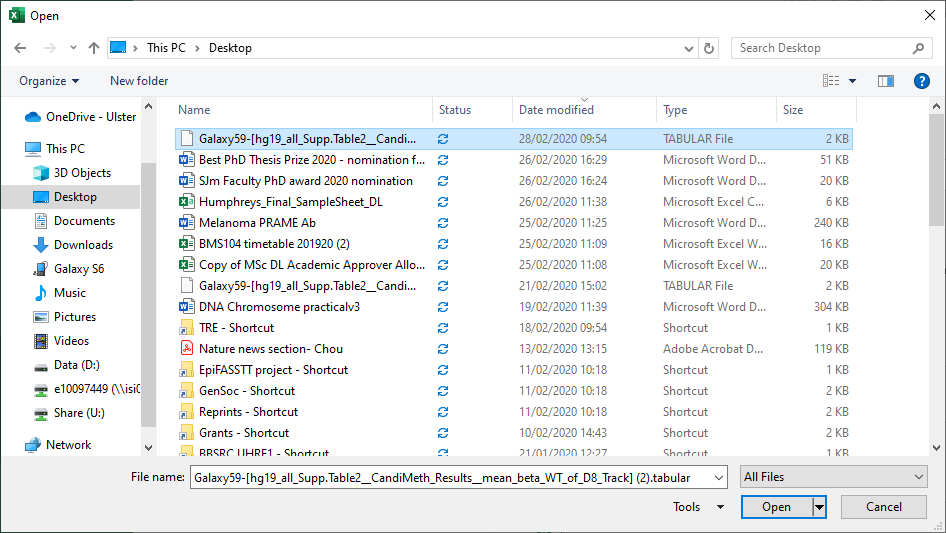 Open
This PC > Desktop
Search Desktop
Organize New folder
Name Status Date modified Type Size
OneDrive - Ulster
This PC
3D Objects
Desktop
Documents
Downloads
Galaxy S6
Music
Pictures
Videos
Data (D:)
e10097449 (\\isi0
Share (U:)
Network
Galaxy59-[hg19_all_Supp.Table2__Candi... 28/02/2020 09:54 TABULAR File 2 KB
Best PhD Thesis Prize 2020 - nomination f... 26/02/2020 16:29 Microsoft Word D... 51 KB
SJm Faculty PhD award 2020 nomination 26/02/2020 16:24 Microsoft Word D... 20 KB
Humphreys_Final_SampleSheet_DL 26/02/2020 11:38 Microsoft Excel C... 6 KB
Melanoma PRAME Ab 25/02/2020 11:25 Microsoft Word D... 240 KB
BMS104 timetable 201920 (2) 25/02/2020 11:09 Microsoft Excel W... 16 KB
Copy of MSc DL Academic Approver Allo... 25/02/2020 11:08 Microsoft Excel W... 20 KB
Galaxy59-[hg19_all_Supp.Table2__Candi... 21/02/2020 15:02 TABULAR File 2 KB
DNA Chromosome practicalv3 19/02/2020 11:39 Microsoft Word D... 304 KB
TRE - Shortcut 18/02/2020 09:54 Shortcut 1 KB
Nature news section- Chou 13/02/2020 13:15 Adobe Acrobat D... 119 KB
EpiFASSTT project - Shortcut 11/02/2020 10:18 Shortcut 1 KB
GenSoc - Shortcut 11/02/2020 10:18 Shortcut 2 KB
Reprints - Shortcut 11/02/2020 10:18 Shortcut 2 KB
Grants - Shortcut 10/02/2020 14:43 Shortcut 2 KB
BBSRC UHRF1 - Shortcut 21/01/2020 12:27 Shortcut 2 KB
File name: Galaxy59-[hg19_all_Supp.Table2__CandiMeth_Results__mean_beta_WT_of_D8_Track] (2).tabular All Files
Tools Open Cancel